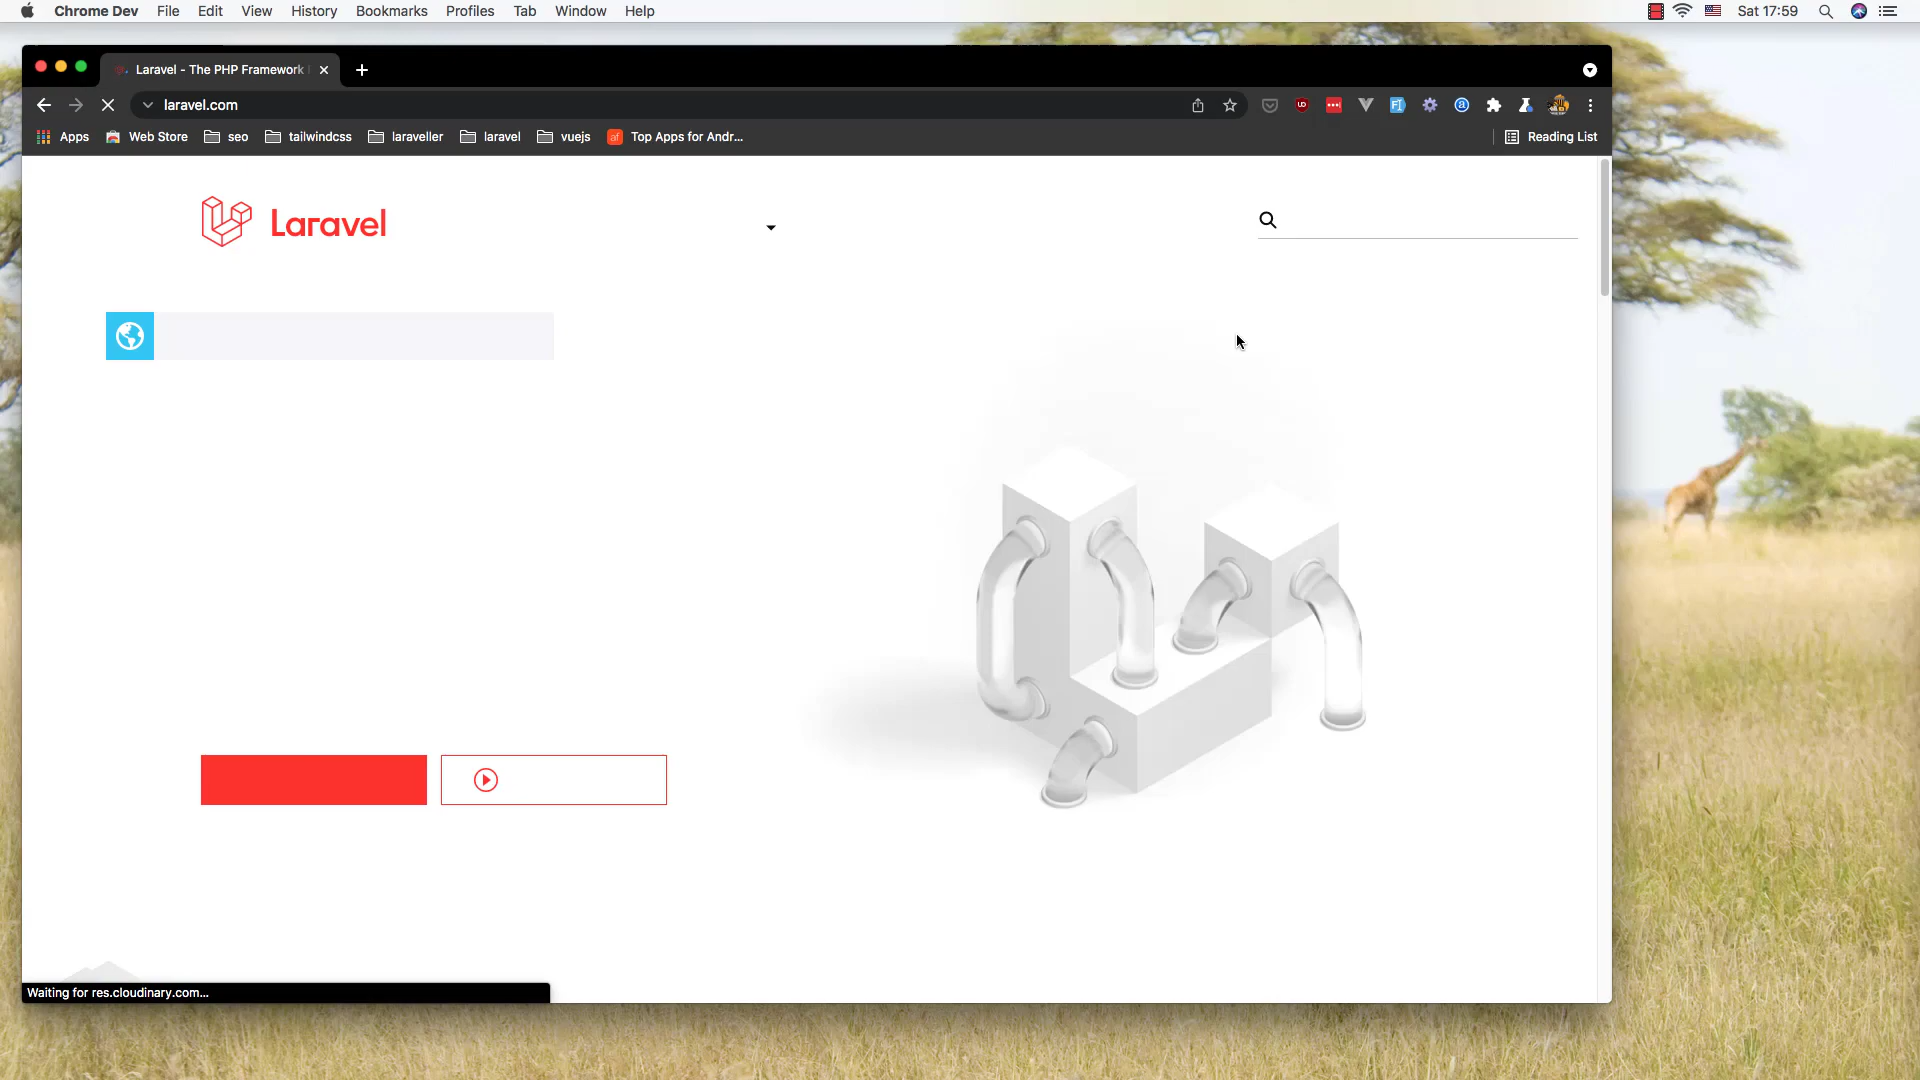 Chrome Dev File Edit View History Bookmarks Profiles Tab Window Help Sat 17:59
Laravel - The PHP Framework
laravel.com
Apps Web Store seo tailwindcss laraveller laravel vuejs Top Apps for Andr... Reading List
Laravel
Waiting for res.cloudinary.com...